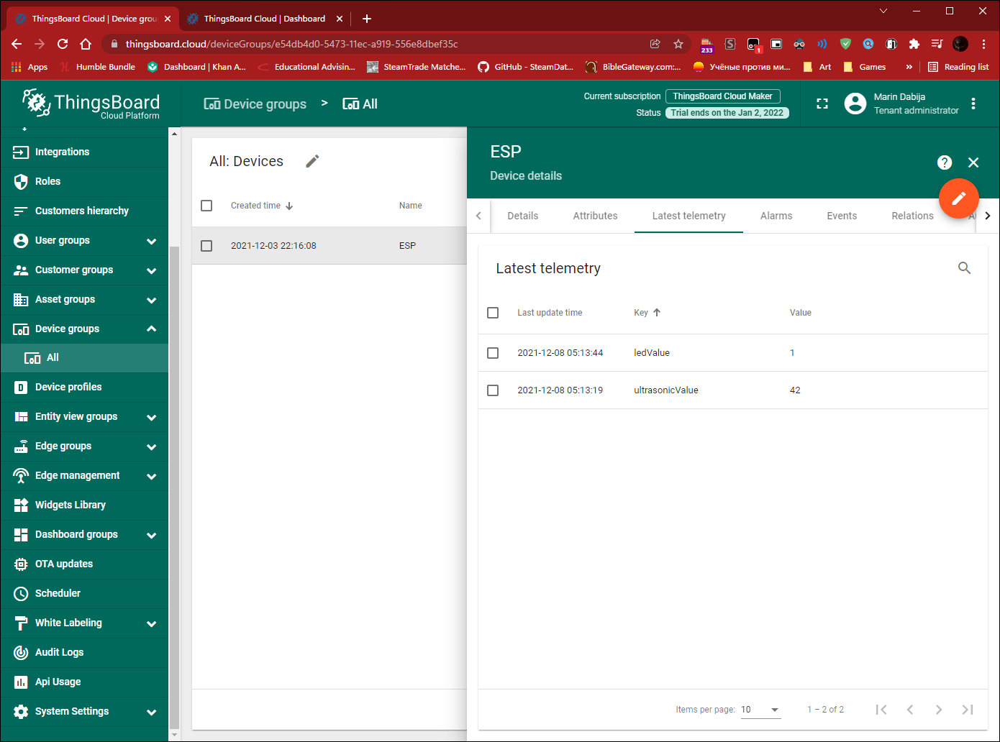 ThingsBoard Cloud | Device grou
ThingsBoard Cloud | Dashboard
thingsboard.cloud/deviceGroups/e54db4d0-5473-11ec-a919-556e8dbef35c
233
1
Apps
Humble Bundle
Dashboard | Khan A...
Educational Advisin...
SteamTrade Matche...
GitHub - SteamDat...
BibleGateway.com:...
Учёные против ми...
Art
Games
»
Reading list
ThingsBoard
Cloud Platform
Device groups > All
Current subscription ThingsBoard Cloud Maker
Status Trial ends on the Jan 2, 2022
Marin Dabija
Tenant administrator
Integrations
Roles
Customers hierarchy
User groups
Customer groups
Asset groups
Device groups
All
Device profiles
Entity view groups
Edge groups
Edge management
Widgets Library
Dashboard groups
OTA updates
Scheduler
White Labeling
Audit Logs
Api Usage
System Settings
All: Devices
Created time Name
2021-12-03 22:16:08 ESP
ESP
Device details
Details Attributes Latest telemetry Alarms Events Relations
Latest telemetry
Last update time Key Value
2021-12-08 05:13:44 ledValue 1
2021-12-08 05:13:19 ultrasonicValue 42
Items per page: 10 1 – 2 of 2